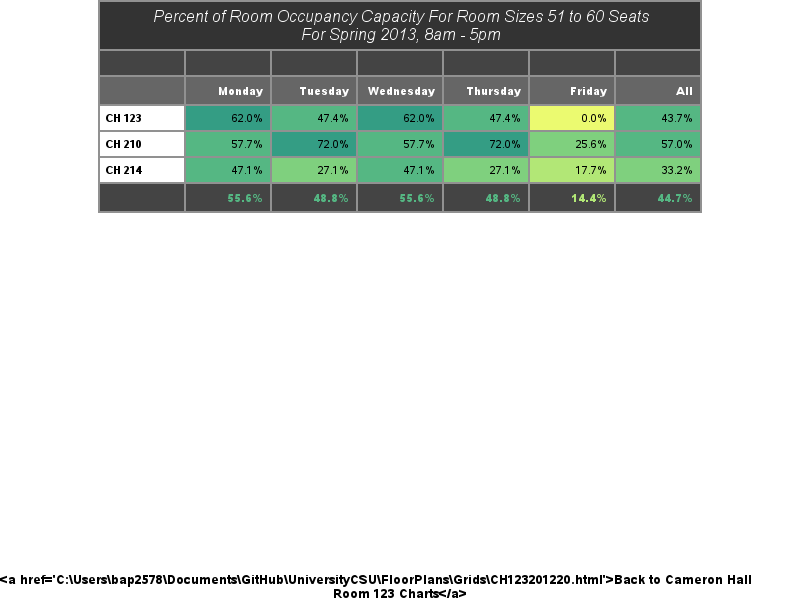 Percent of Room Occupancy Capacity For Room Sizes 51 to 60 Seats
For Spring 2013, 8am - 5pm
Monday Tuesday Wednesday Thursday Friday All
CH 123 62.0% 47.4% 62.0% 47.4% 0.0% 43.7%
CH 210 57.7% 72.0% 57.7% 72.0% 25.6% 57.0%
CH 214 47.1% 27.1% 47.1% 27.1% 17.7% 33.2%
55.6% 48.8% 55.6% 48.8% 14.4% 44.7%
<a href='C:\Users\bap2578\Documents\GitHub\UniversityCSU\FloorPlans\Grids\CH123201220.html'>Back to Cameron Hall
Room 123 Charts</a>